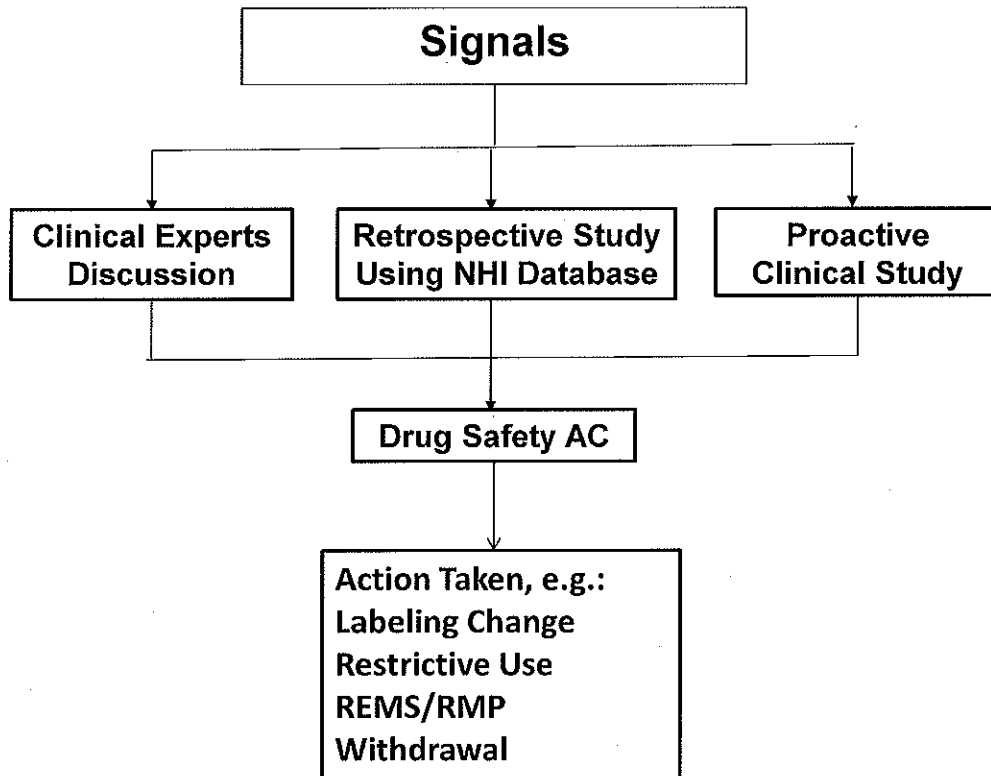 Signals
Clinical Experts
Discussion
Retrospective Study
Using NHI Database
Proactive
Clinical Study
Drug Safety AC
Action Taken, e.g.:
Labeling Change
Restrictive Use
REMS/RMP
Withdrawal